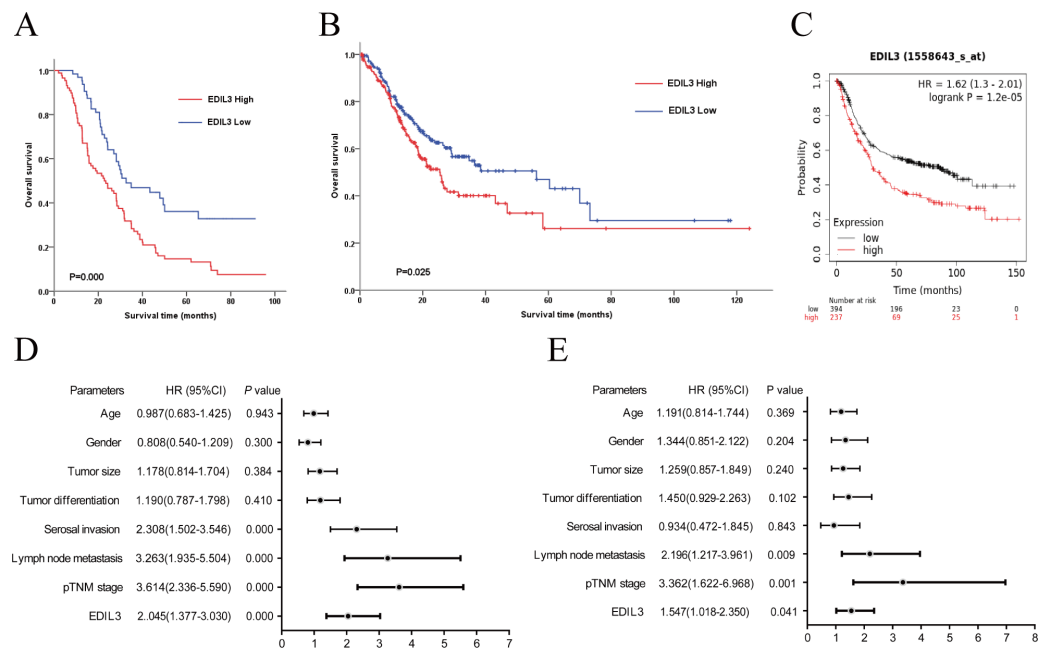 A
Overall survival
1.0
0.8
0.6
0.4
0.2
0.0
EDIL3 High
EDIL3 Low
P=0.000
0 20 40 60 80 100
Survival time (months)
B
Overall survival
1.0
0.8
0.6
0.4
0.2
0.0
EDIL3 High
EDIL3 Low
P=0.025
0 20 40 60 80 100 120
Survival time (months)
C
EDIL3 (1558643_s_at)
HR = 1.62 (1.3 - 2.01)
logrank P = 1.2e-05
Probability
1.0
0.8
0.6
0.4
0.2
0.0
Expression
low
high
0 50 100 150
Time (months)
Number at risk
low 394 196 23 0
high 237 69 25 1
D
Parameters HR (95%CI) P value
Age 0.987(0.683-1.425) 0.943
Gender 0.808(0.540-1.209) 0.300
Tumor size 1.178(0.814-1.704) 0.384
Tumor differentiation 1.190(0.787-1.798) 0.410
Serosal invasion 2.308(1.502-3.546) 0.000
Lymph node metastasis 3.263(1.935-5.504) 0.000
pTNM stage 3.614(2.336-5.590) 0.000
EDIL3 2.045(1.377-3.030) 0.000
0 1 2 3 4 5 6 7
E
Parameters HR (95%CI) P value
Age 1.191(0.814-1.744) 0.369
Gender 1.344(0.851-2.122) 0.204
Tumor size 1.259(0.857-1.849) 0.240
Tumor differentiation 1.450(0.929-2.263) 0.102
Serosal invasion 0.934(0.472-1.845) 0.843
Lymph node metastasis 2.196(1.217-3.961) 0.009
pTNM stage 3.362(1.622-6.968) 0.001
EDIL3 1.547(1.018-2.350) 0.041
0 1 2 3 4 5 6 7 8